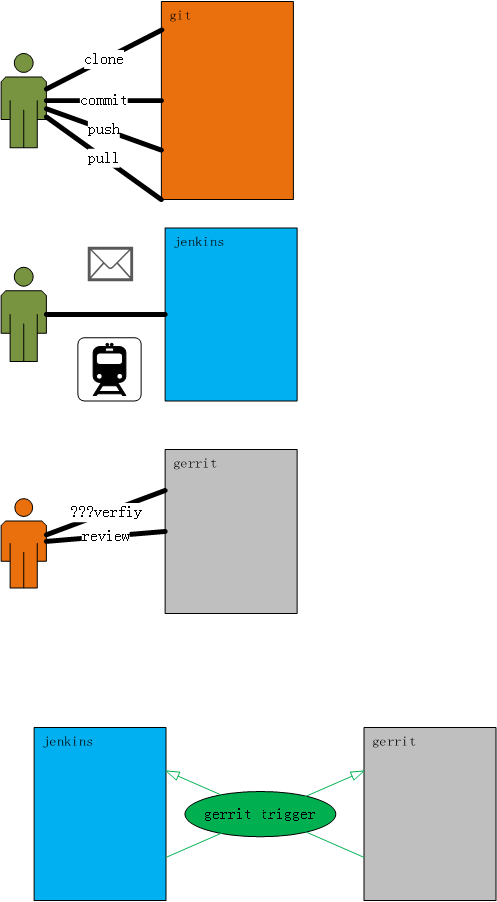 git
clone
commit
push
pull
jenkins
gerrit
???verfiy
review
jenkins
gerrit
gerrit trigger